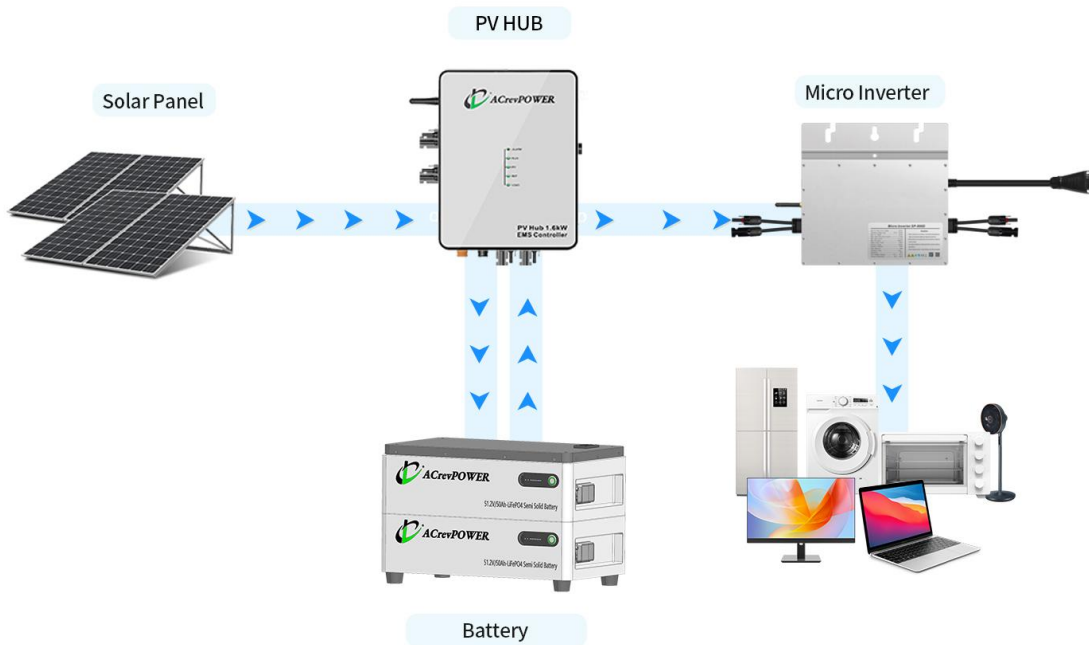 PV HUB
Solar Panel
Micro Inverter
ACrevPOWER
ALARM
PV Hub 1.6kW
EMS Controller
ACrevPOWER
51.2V/50Ah LiFePO4 Semi Solid Battery
ACrevPOWER
51.2V/50Ah LiFePO4 Semi Solid Battery
Battery